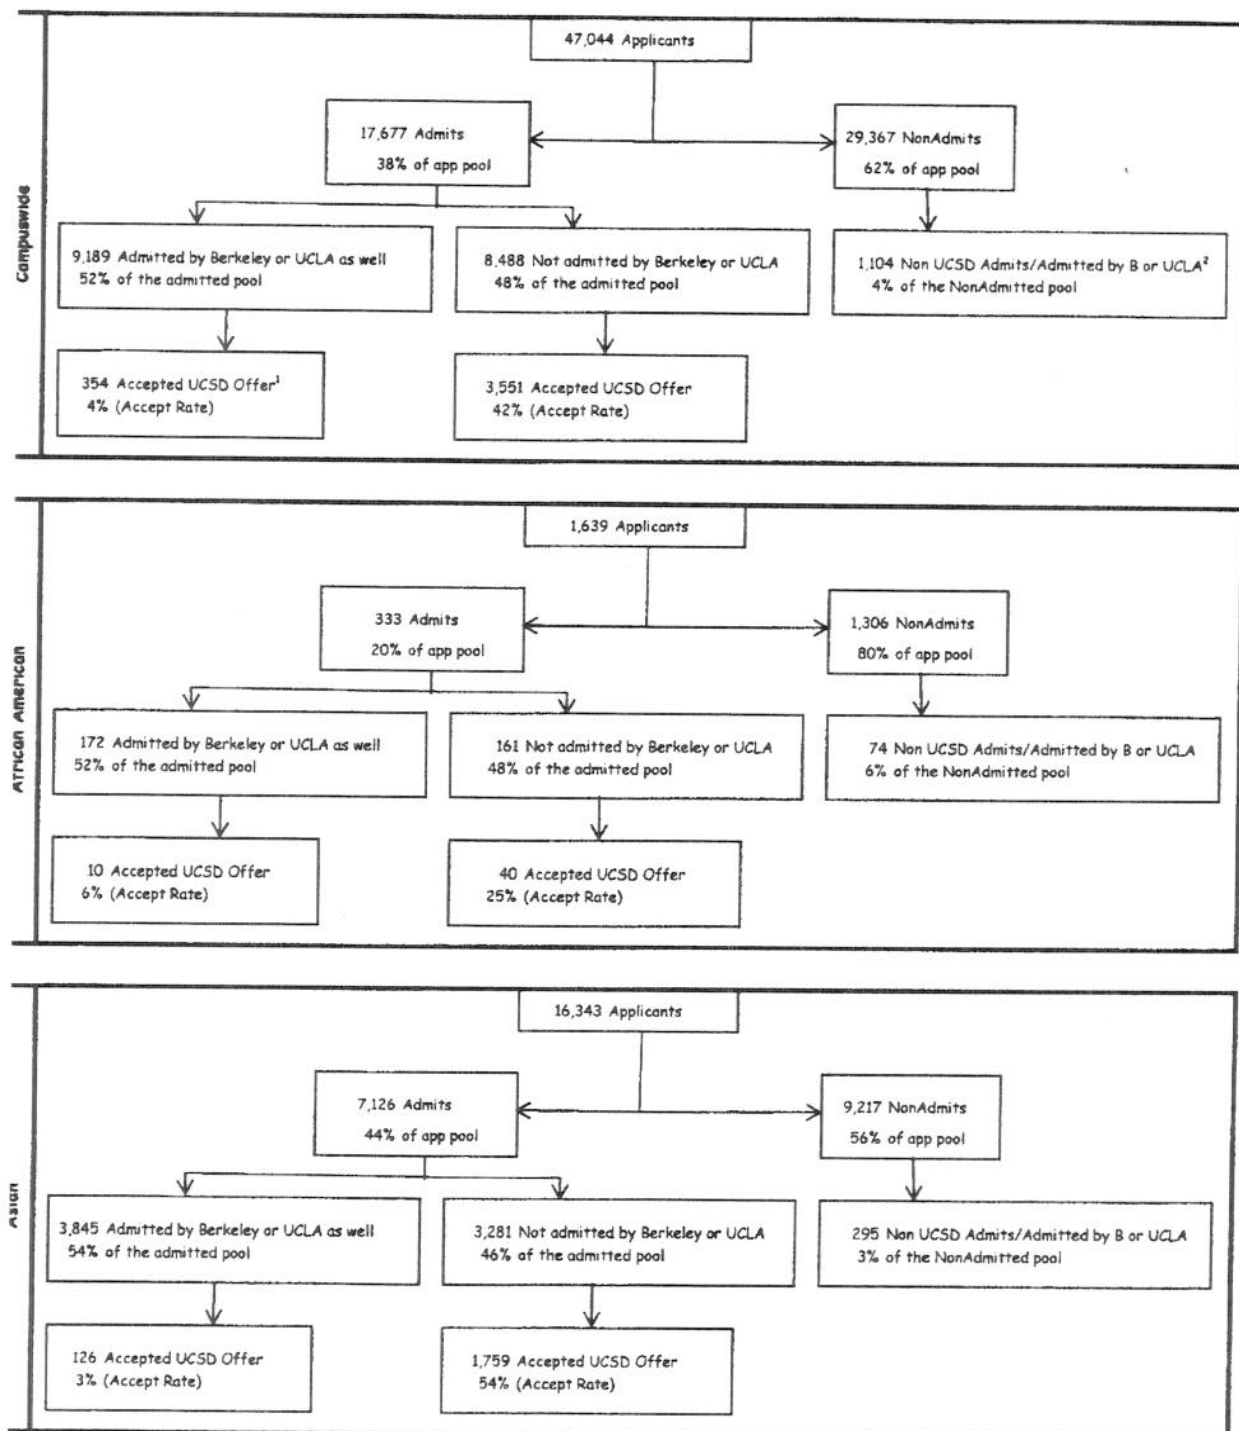 Campuswide
47,044 Applicants
17,677 Admits
38% of app pool
29,367 NonAdmits
62% of app pool
9,189 Admitted by Berkeley or UCLA as well
52% of the admitted pool
8,488 Not admitted by Berkeley or UCLA
48% of the admitted pool
1,104 Non UCSD Admits/Admitted by B or UCLA²
4% of the NonAdmitted pool
354 Accepted UCSD Offer¹
4% (Accept Rate)
3,551 Accepted UCSD Offer
42% (Accept Rate)
African American
1,639 Applicants
333 Admits
20% of app pool
1,306 NonAdmits
80% of app pool
172 Admitted by Berkeley or UCLA as well
52% of the admitted pool
161 Not admitted by Berkeley or UCLA
48% of the admitted pool
74 Non UCSD Admits/Admitted by B or UCLA
6% of the NonAdmitted pool
10 Accepted UCSD Offer
6% (Accept Rate)
40 Accepted UCSD Offer
25% (Accept Rate)
Asian
16,343 Applicants
7,126 Admits
44% of app pool
9,217 NonAdmits
56% of app pool
3,845 Admitted by Berkeley or UCLA as well
54% of the admitted pool
3,281 Not admitted by Berkeley or UCLA
46% of the admitted pool
295 Non UCSD Admits/Admitted by B or UCLA
3% of the NonAdmitted pool
126 Accepted UCSD Offer
3% (Accept Rate)
1,759 Accepted UCSD Offer
54% (Accept Rate)